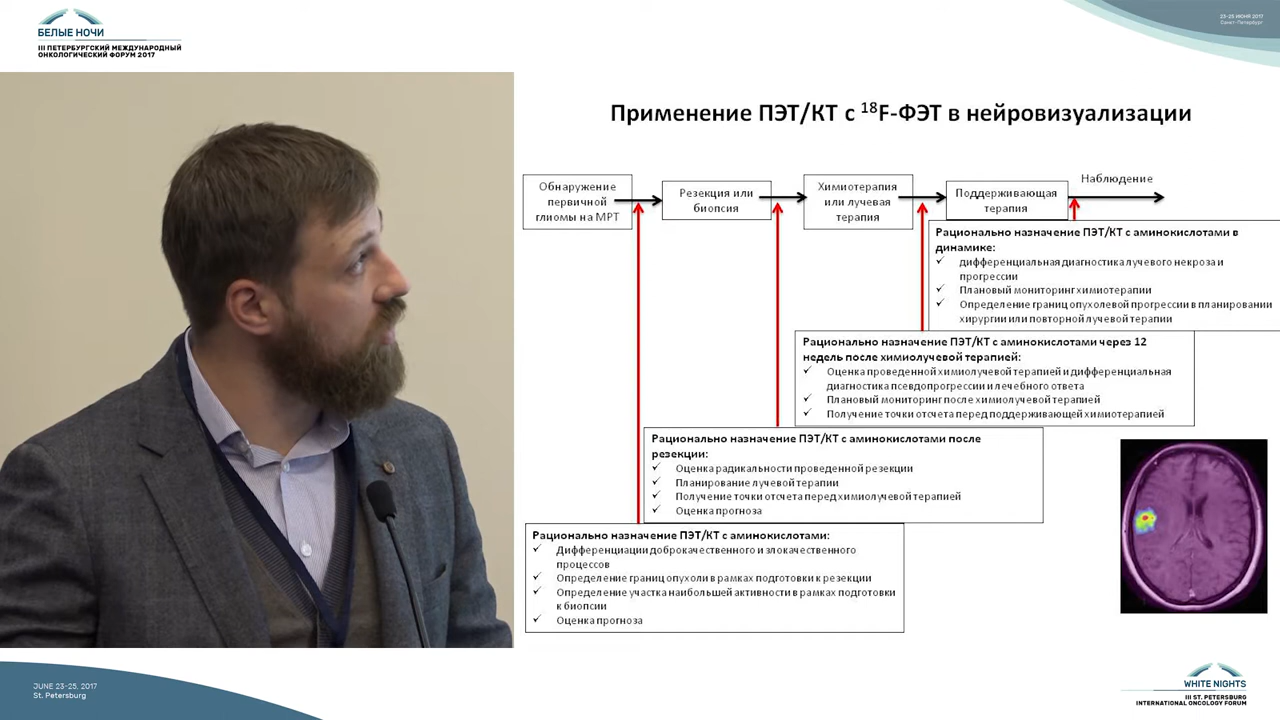 БЕЛЫЕ НОЧИ
III ПЕТЕРБУРГСКИЙ МЕЖДУНАРОДНЫЙ
ОНКОЛОГИЧЕСКИЙ ФОРУМ 2017
23-25 ИЮНЯ 2017
Санкт-Петербург
Применение ПЭТ/КТ с 18F-ФЭТ в нейровизуализации
Обнаружение
первичной
глиомы на МРТ
Резекция или
биопсия
Химиотерапия
или лучевая
терапия
Поддерживающая
терапия
Наблюдение
Рационально назначение ПЭТ/КТ с аминокислотами в
динамике:
✓ дифференциальная диагностика лучевого некроза и
прогрессии
✓ Плановый мониторинг химиотерапии
✓ Определение границ опухолевой прогрессии в планировании
хирургии или повторной лучевой терапии
Рационально назначение ПЭТ/КТ с аминокислотами через 12
недель после химиолучевой терапией:
✓ Оценка проведенной химиолучевой терапией и дифференциальная
диагностика псевдопрогрессии и лечебного ответа
✓ Плановый мониторинг после химиолучевой терапией
✓ Получение точки отсчета перед поддерживающей химиотерапией
Рационально назначение ПЭТ/КТ с аминокислотами после
резекции:
✓ Оценка радикальности проведенной резекции
✓ Планирование лучевой терапии
✓ Получение точки отсчета перед химиолучевой терапией
✓ Оценка прогноза
Рационально назначение ПЭТ/КТ с аминокислотами:
✓ Дифференциации доброкачественного и злокачественного
процессов
✓ Определение границ опухоли в рамках подготовки к резекции
✓ Определение участка наибольшей активности в рамках подготовки
к биопсии
✓ Оценка прогноза
JUNE 23-25, 2017
St. Petersburg
WHITE NIGHTS
III ST. PETERSBURG
INTERNATIONAL ONCOLOGY FORUM